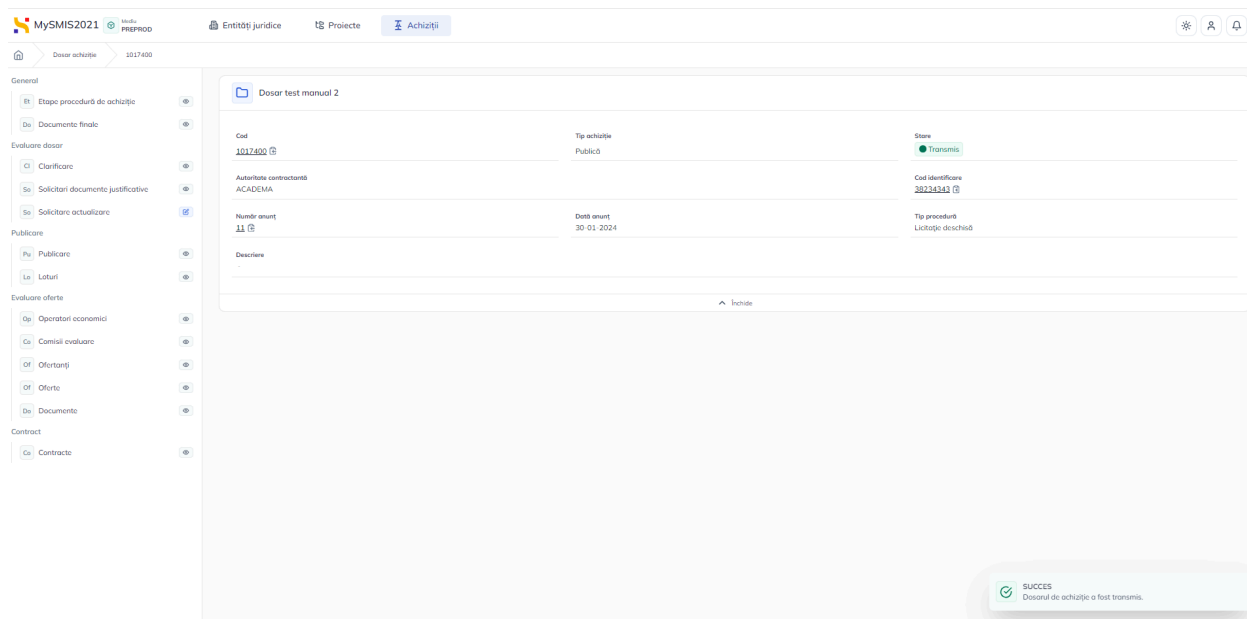 MySMIS2021 Mediu PREPROD
Entități juridice Proiecte Achiziții
Dosar achiziție 1017400
General
Et Etape procedură de achiziție
Do Documente finale
Evaluare dosar
Cl Clarificare
So Solicitari documente justificative
So Solicitare actualizare
Publicare
Pu Publicare
Lo Loturi
Evaluare oferte
Op Operatori economici
Co Comisii evaluare
Of Ofertanți
Of Oferte
Do Documente
Contract
Co Contracte
Dosar test manual 2
Cod Tip achiziție Stare
1017400 Publică Transmis
Autoritate contractantă Cod identificare
ACADEMA 38234343
Număr anunț Dată anunț Tip procedură
11 30-01-2024 Licitație deschisă
Descriere
-
Închide
SUCCES
Dosarul de achiziție a fost transmis.